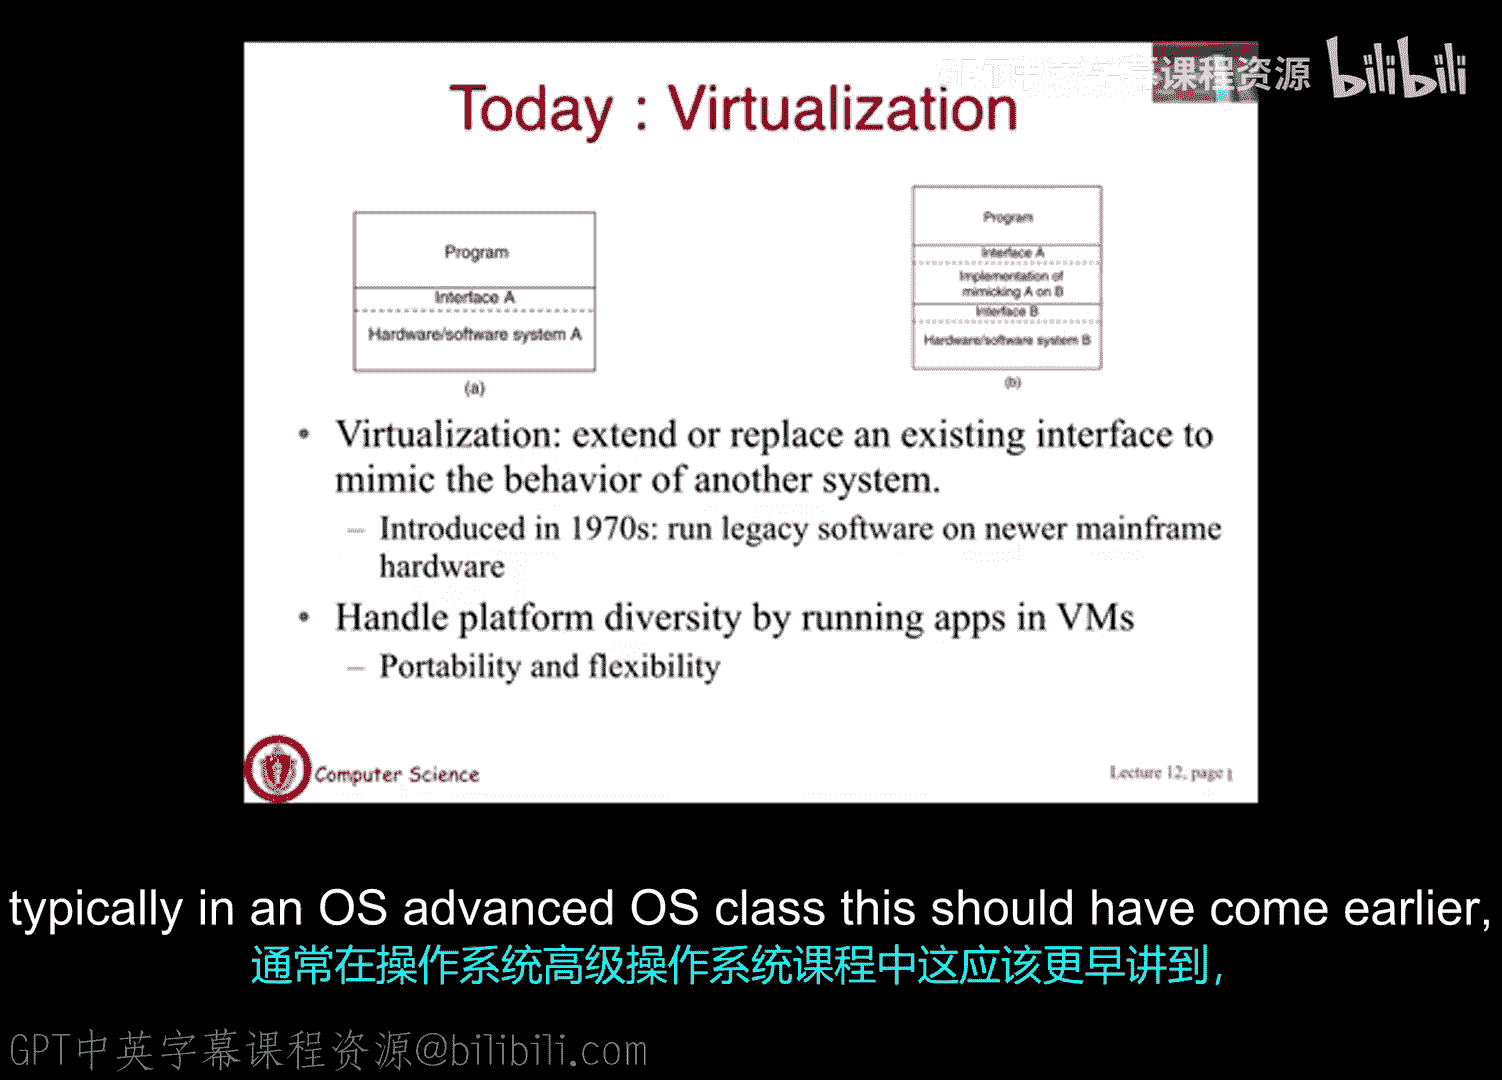 课程资源 bilibili
Today : Virtualization
Program
Interface A
Hardware/software system A
(a)
Program
Interface A
Implementation of
mimicking A on B
Interface B
Hardware/software system B
(b)
• Virtualization: extend or replace an existing interface to
mimic the behavior of another system.
– Introduced in 1970s: run legacy software on newer mainframe
hardware
• Handle platform diversity by running apps in VMs
– Portability and flexibility
Computer Science
Lecture 12, page 1
typically in an OS advanced OS class this should have come earlier,
通常在操作系统高级操作系统课程中这应该更早讲到，
GPT中英字幕课程资源@bilibili.com